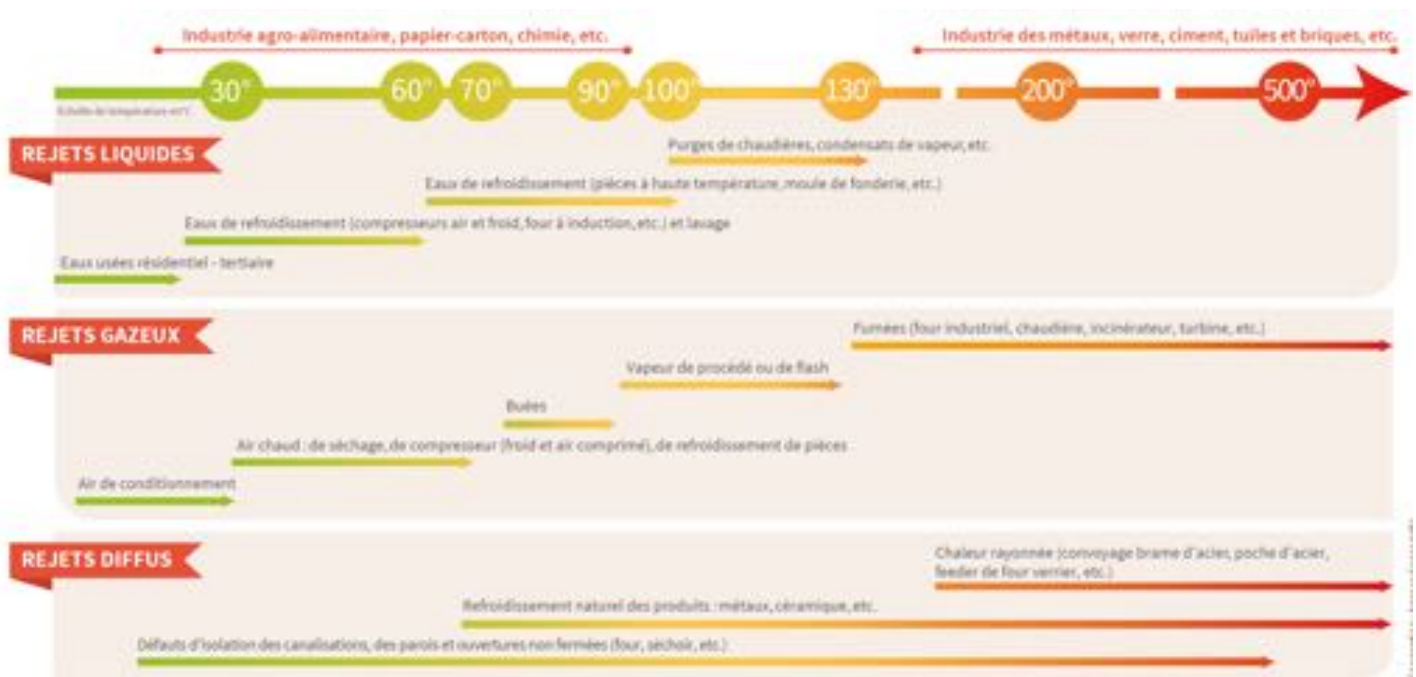 Industrie agro-alimentaire, papier-carton, chimie, etc.
Industrie des métaux, verre, ciment, tuiles et briques, etc.
30° 60° 70° 90° 100° 130° 200° 500°
Echelle de température en°C
REJETS LIQUIDES
Purges de chaudières, condensats de vapeur, etc.
Eaux de refroidissement (pièces à haute température, moule de fonderie, etc.)
Eaux de refroidissement (compresseurs air et froid, four à induction, etc.) et lavage
Eaux usées résidentiel - tertiaire
REJETS GAZEUX
Fumées (four industriel, chaudière, incinérateur, turbine, etc.)
Vapeur de procédé ou de flash
Buées
Air chaud : de séchage, de compresseur (froid et air comprimé), de refroidissement de pièces
Air de conditionnement
REJETS DIFFUS
Chaleur rayonnée (convoyage brame d'acier, poche d'acier,
feeder de four verrier, etc.)
Refroidissement naturel des produits : métaux, céramique, etc.
Défauts d'isolation des canalisations, des parois et ouvertures non fermées (four, séchoir, etc.)